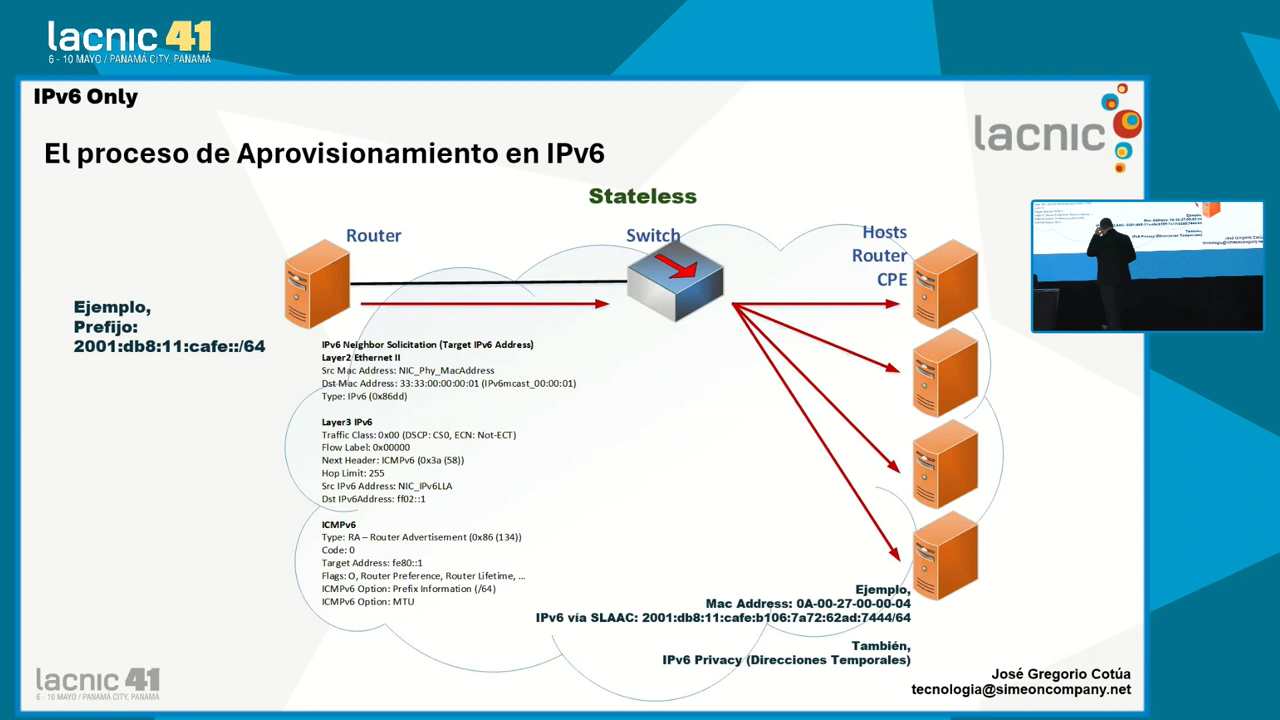 lacnic 41
6 - 10 MAYO / PANAMÁ CITY, PANAMÁ
IPv6 Only
lacnic
El proceso de Aprovisionamiento en IPv6
Stateless
Router
Switch
Hosts
Router
CPE
Ejemplo,
Prefijo:
2001:db8:11:cafe::/64
IPv6 Neighbor Solicitation (Target IPv6 Address)
Layer2 Ethernet II
Src Mac Address: NIC_Phy_MacAddress
Dst Mac Address: 33:33:00:00:00:01 (IPv6mcast_00:00:01)
Type: IPv6 (0x86dd)
Layer3 IPv6
Traffic Class: 0x00 (DSCP: CS0, ECN: Not-ECT)
Flow Label: 0x00000
Next Header: ICMPv6 (0x3a (58))
Hop Limit: 255
Src IPv6 Address: NIC_IPv6LLA
Dst IPv6Address: ff02::1
ICMPv6
Type: RA – Router Advertisement (0x86 (134))
Code: 0
Target Address: fe80::1
Flags: O, Router Preference, Router Lifetime, ...
ICMPv6 Option: Prefix Information (/64)
ICMPv6 Option: MTU
Ejemplo,
Mac Address: 0A-00-27-00-00-04
IPv6 vía SLAAC: 2001:db8:11:cafe:b106:7a72:62ad:7444/64
También,
IPv6 Privacy (Direcciones Temporales)
José Gregorio Cotúa
tecnologia@simeoncompany.net
lacnic 41
6 - 10 MAYO / PANAMÁ CITY, PANAMÁ